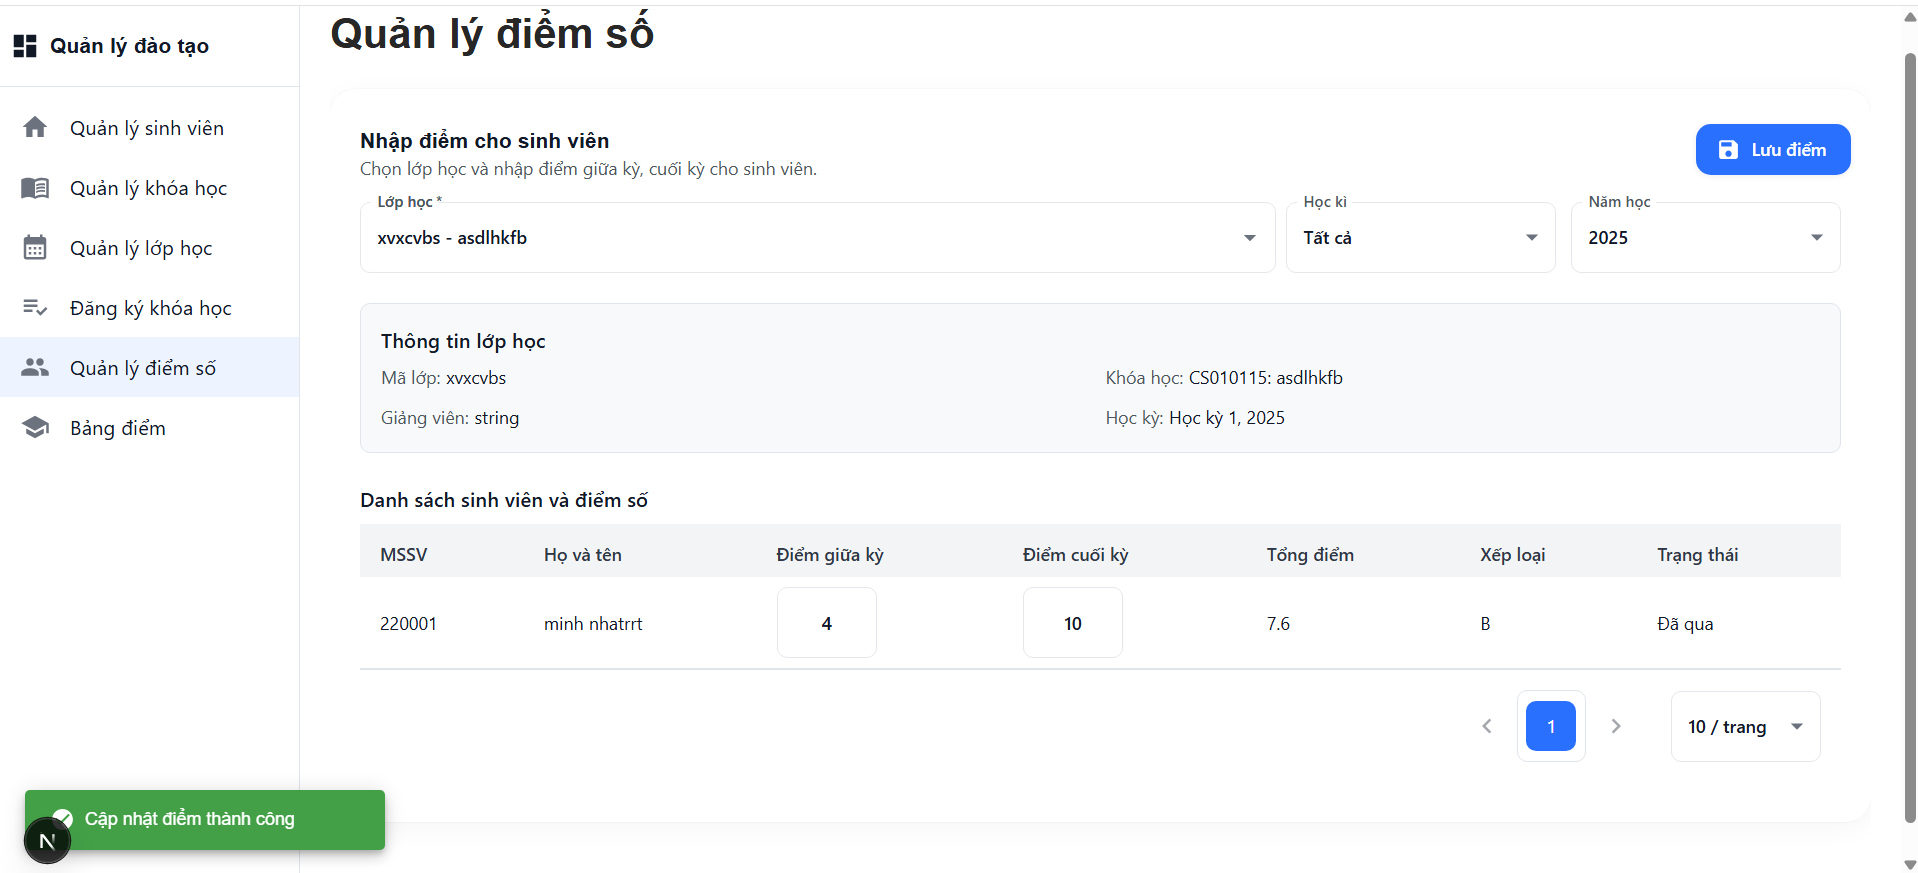 Quản lý đào tạo
Quản lý sinh viên
Quản lý khóa học
Quản lý lớp học
Đăng ký khóa học
Quản lý điểm số
Bảng điểm
Quản lý điểm số
Nhập điểm cho sinh viên
Chọn lớp học và nhập điểm giữa kỳ, cuối kỳ cho sinh viên.
Lưu điểm
Lớp học *
xvxcvbs - asdlhkfb
Học kì
Tất cả
Năm học
2025
Thông tin lớp học
Mã lớp: xvxcvbs
Khóa học: CS010115: asdlhkfb
Giảng viên: string
Học kỳ: Học kỳ 1, 2025
Danh sách sinh viên và điểm số
MSSV Họ và tên Điểm giữa kỳ Điểm cuối kỳ Tổng điểm Xếp loại Trạng thái
220001 minh nhatrrt 4 10 7.6 B Đã qua
1
10 / trang
Cập nhật điểm thành công
N